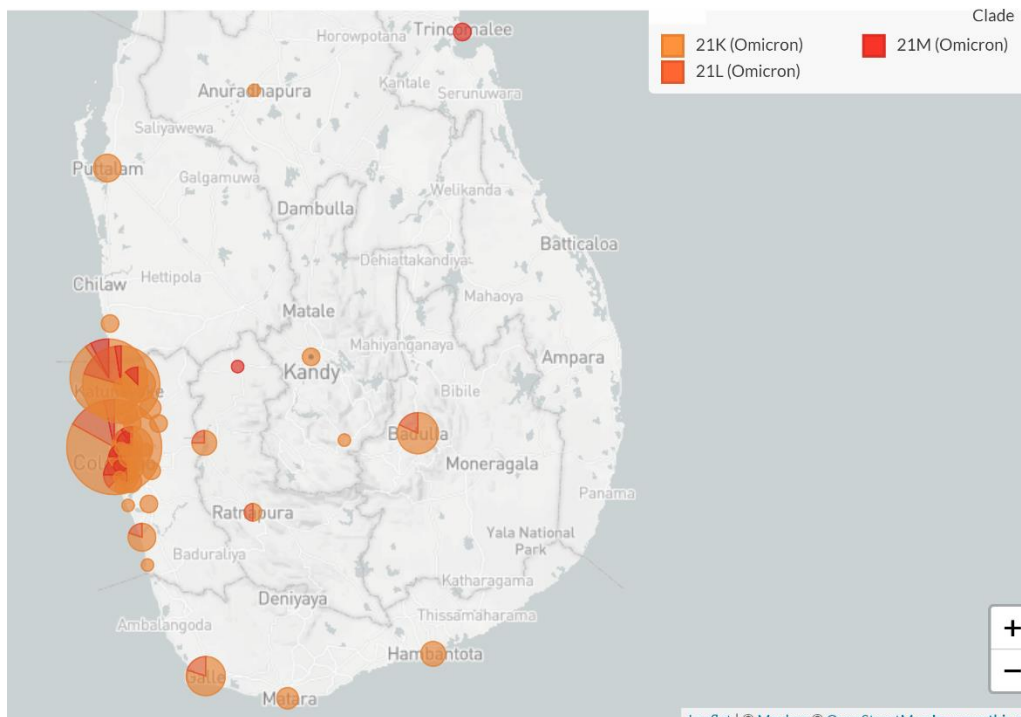 Clade
21K (Omicron)
21M (Omicron)
21L (Omicron)
Trincomalee
Horowpotana
Kantale
Serunuwara
Anuradhapura
Saliyawewa
Puttalam
Galgamuwa
Welikanda
Dambulla
Batticaloa
Dehiattakandiya
Hettipola
Chilaw
Mahaoya
Matale
Mahiyanganaya
Ampara
Kandy
Bibile
Badulla
Moneragala
Panama
Ratnapura
Yala National
Park
Baduraliya
Katharagama
Deniyaya
Thissamaharama
Ambalangoda
Hambantota
Galle
Matara
+
−